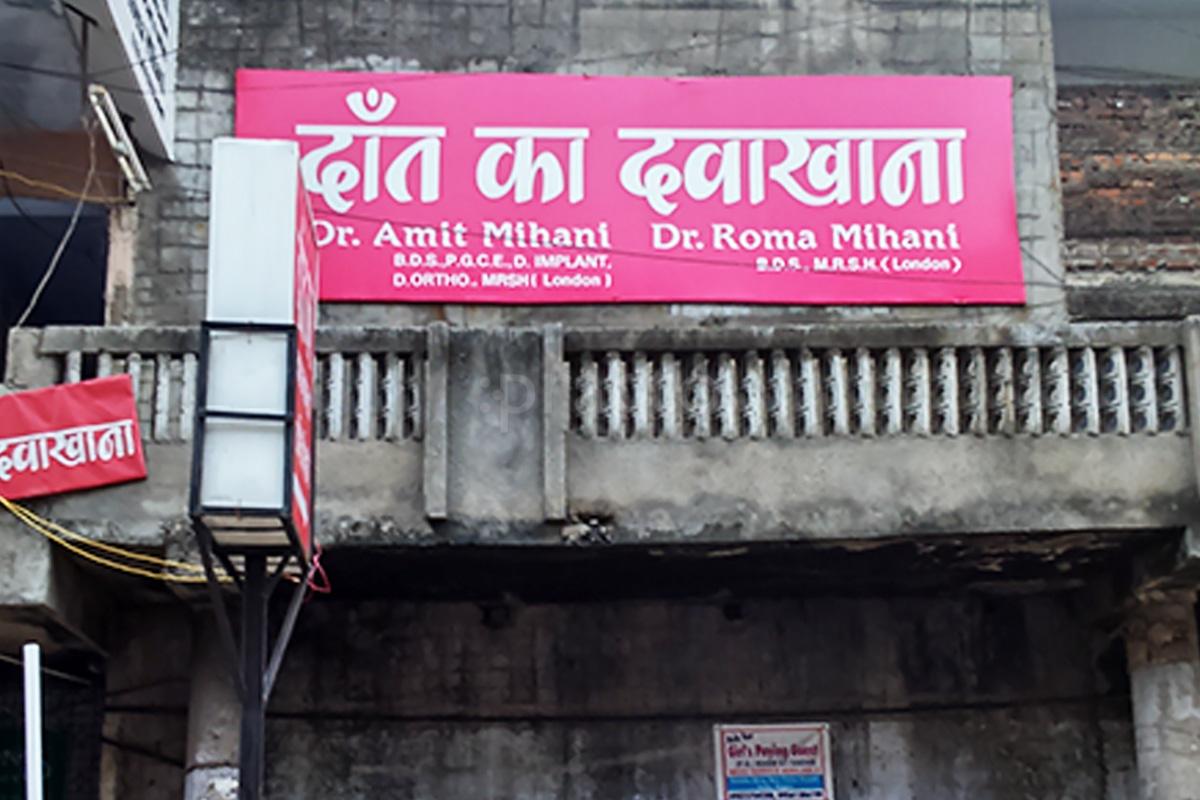 दाँत का दवाखाना
Dr. Amit Mihani Dr. Roma Mihani
B.D.S.,P.G.C.E., D. IMPLANT, B.D.S., M.R.S.H. (London)
D.ORTHO., MRSH ( London )
दवाखाना
Girl's Paying Guest